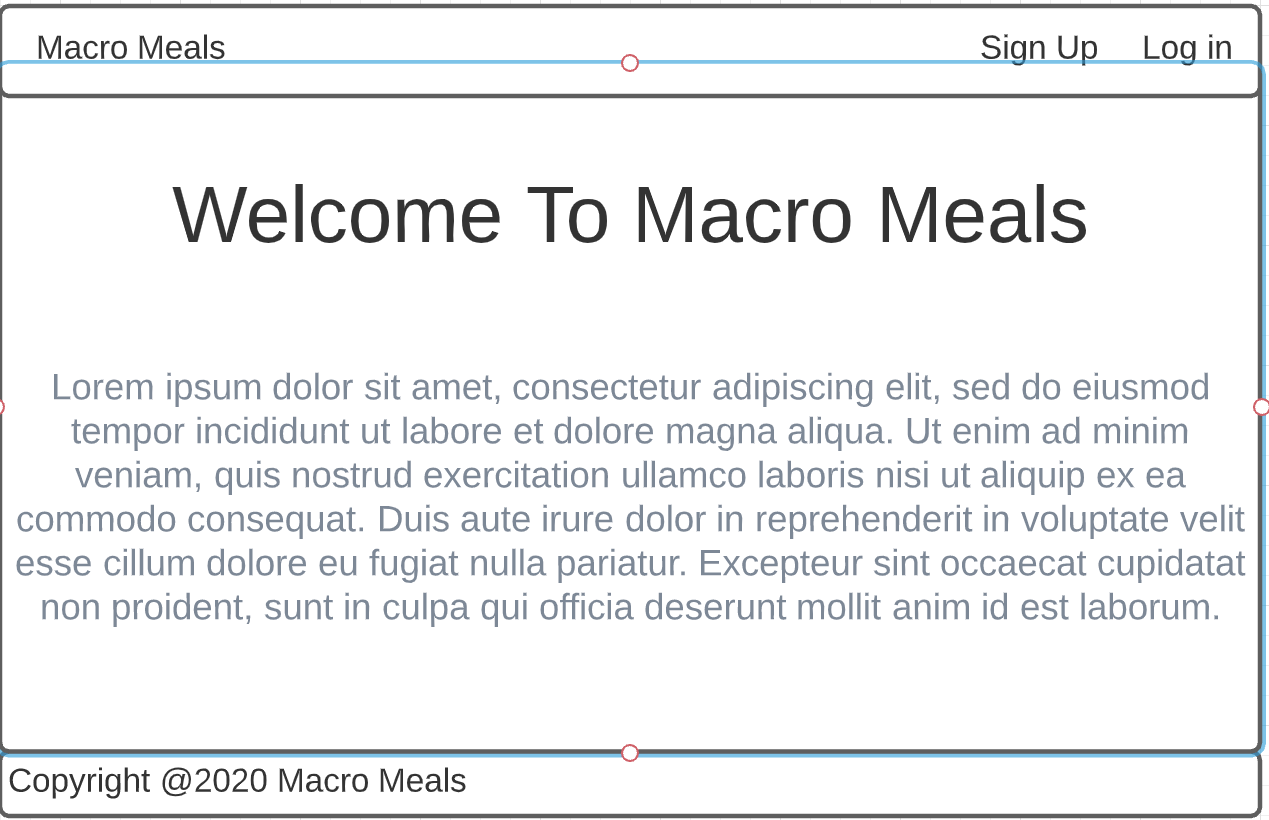 Macro Meals Sign Up Log in
Welcome To Macro Meals
Lorem ipsum dolor sit amet, consectetur adipiscing elit, sed do eiusmod
tempor incididunt ut labore et dolore magna aliqua. Ut enim ad minim
veniam, quis nostrud exercitation ullamco laboris nisi ut aliquip ex ea
commodo consequat. Duis aute irure dolor in reprehenderit in voluptate velit
esse cillum dolore eu fugiat nulla pariatur. Excepteur sint occaecat cupidatat
non proident, sunt in culpa qui officia deserunt mollit anim id est laborum.
Copyright @2020 Macro Meals